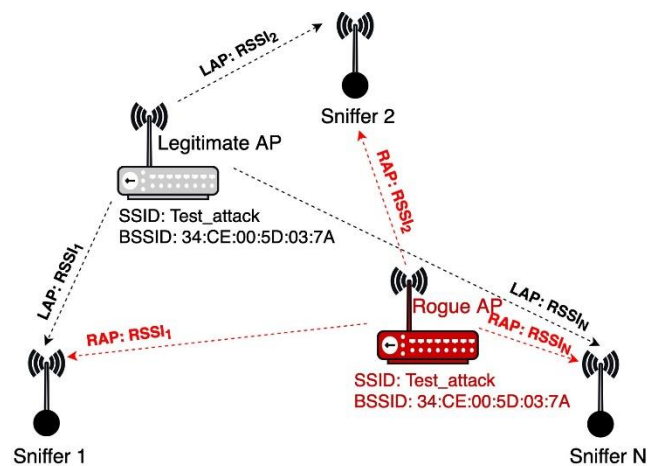 LAP: RSSI2
Sniffer 2
Legitimate AP
SSID: Test_attack
BSSID: 34:CE:00:5D:03:7A
RAP: RSSI2
LAP: RSSI1
LAP: RSSIN
Rogue AP
RAP: RSSI1
RAP: RSSIN
SSID: Test_attack
BSSID: 34:CE:00:5D:03:7A
Sniffer 1
Sniffer N